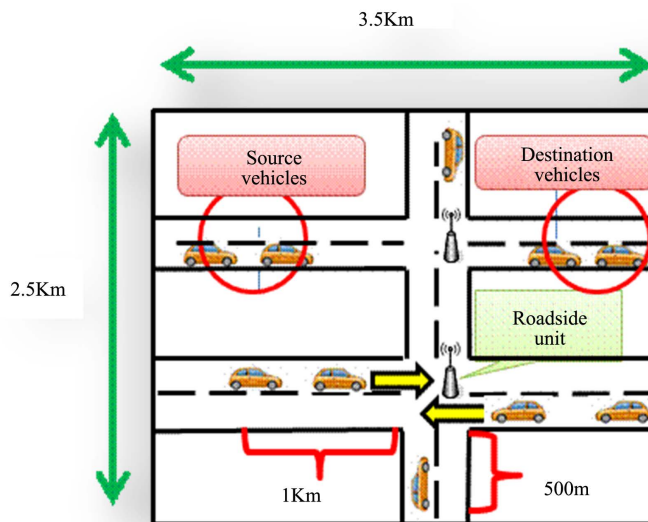 3.5Km
Source
vehicles
Destination
vehicles
2.5Km
Roadside
unit
1Km
500m